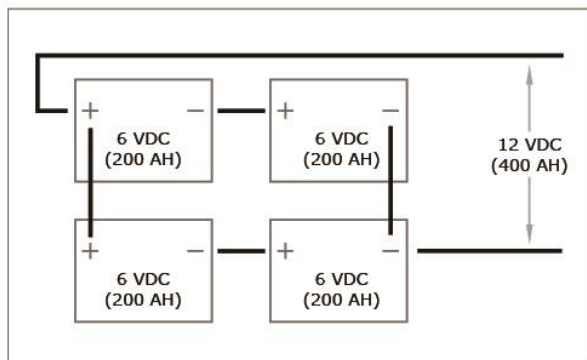 + − + −
6 VDC
(200 AH)
6 VDC
(200 AH)
12 VDC
(400 AH)
+ − + −
6 VDC
(200 AH)
6 VDC
(200 AH)